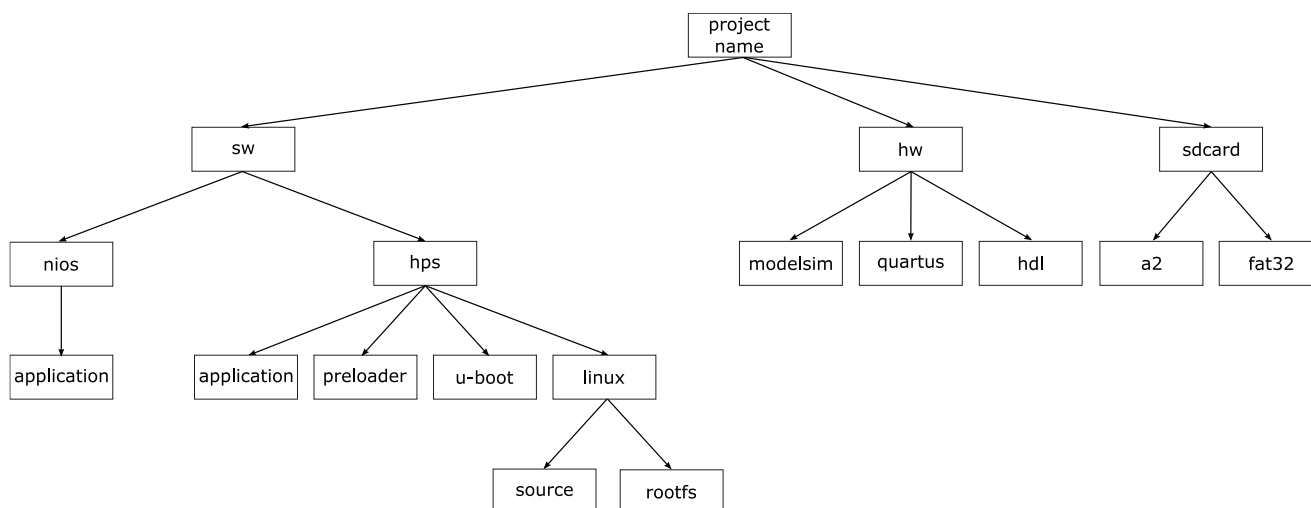 project
name
sw
hw
sdcard
nios
hps
modelsim
quartus
hdl
a2
fat32
application
application
preloader
u-boot
linux
source
rootfs